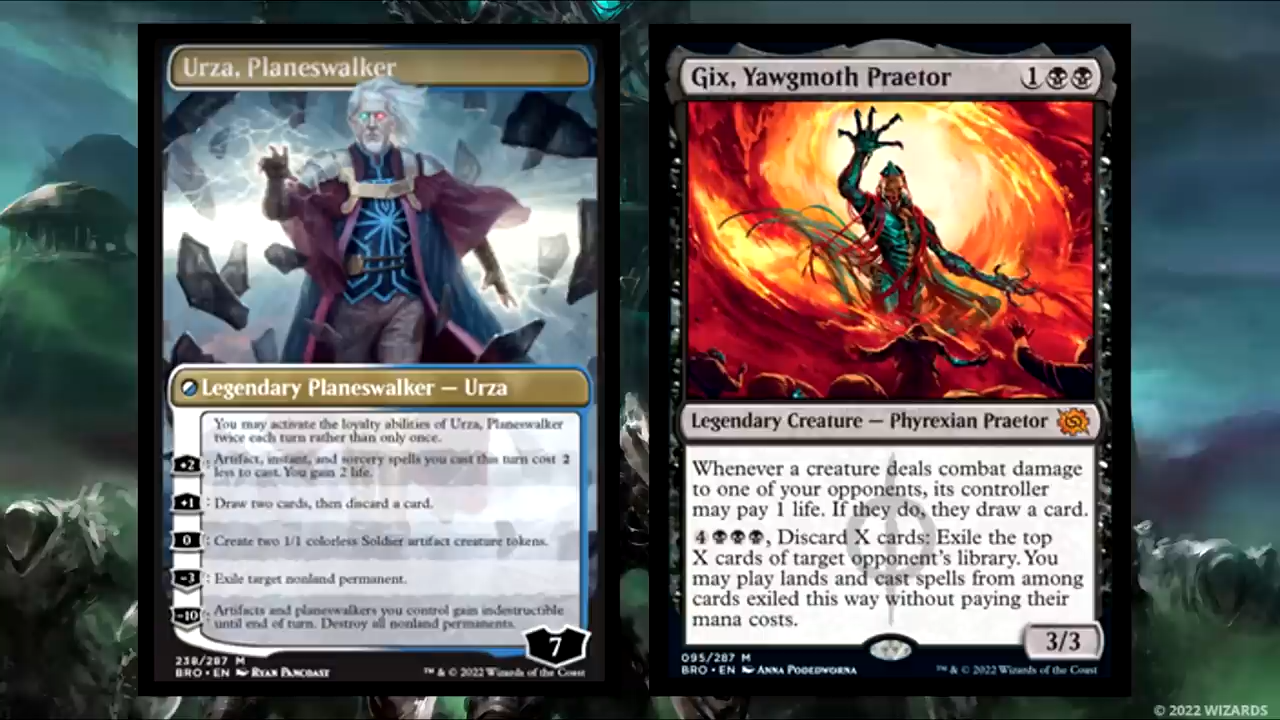 Urza, Planeswalker
Legendary Planeswalker — Urza
You may activate the loyalty abilities of Urza, Planeswalker
twice each turn rather than only once.
+2: Artifact, instant, and sorcery spells you cast this turn cost 2
less to cast. You gain 2 life.
+1: Draw two cards, then discard a card.
0: Create two 1/1 colorless Soldier artifact creature tokens.
-3: Exile target nonland permanent.
-10: Artifacts and planeswalkers you control gain indestructible
until end of turn. Destroy all nonland permanents.
7
238/287 M
BRO • EN RYAN PANCOAST
™ & © 2022 Wizards of the Coast
Gix, Yawgmoth Praetor 1
Legendary Creature — Phyrexian Praetor
Whenever a creature deals combat damage
to one of your opponents, its controller
may pay 1 life. If they do, they draw a card.
4, Discard X cards: Exile the top
X cards of target opponent's library. You
may play lands and cast spells from among
cards exiled this way without paying their
mana costs.
3/3
095/287 M
BRO • EN ANNA PODEDWORNA
™ & © 2022 Wizards of the Coast
© 2022 WIZARDS